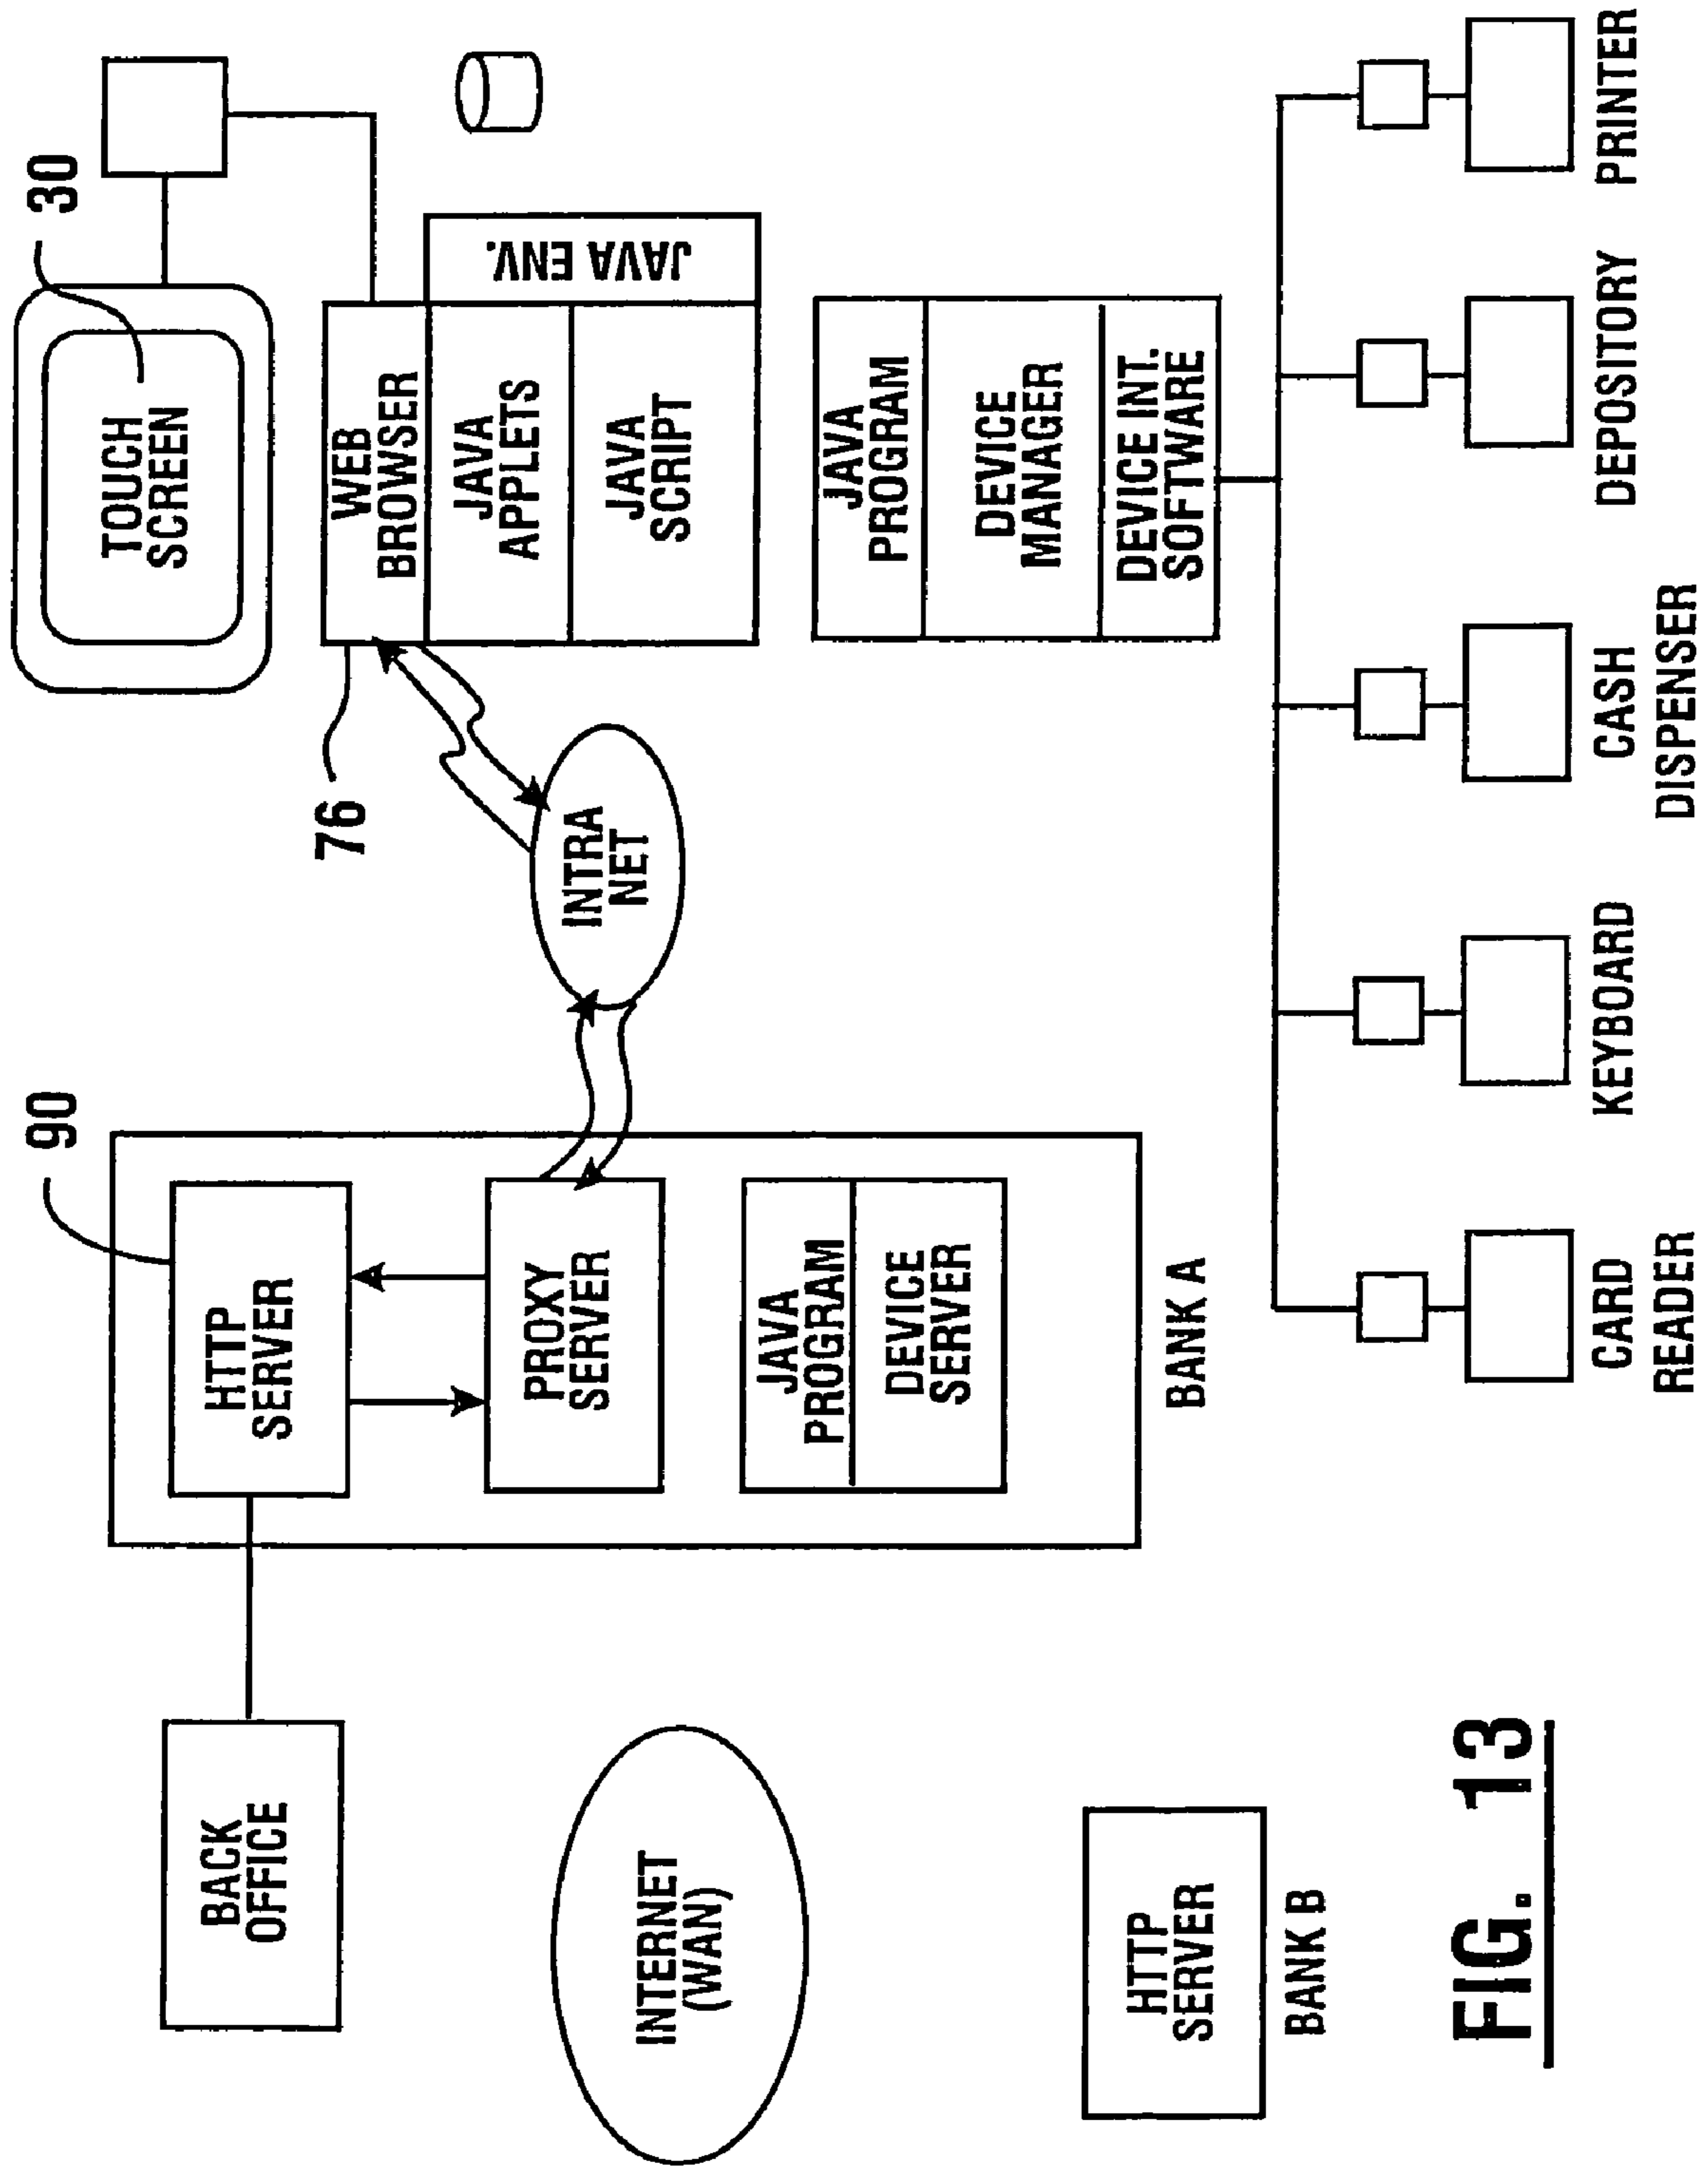 30
TOUCH
SCREEN
90
HTTP
SERVER
BACK
OFFICE
76
WEB
BROWSER
JAVA
APPLETS
JAVA
SCRIPT
JAVA ENV.
INTRA
NET
PROXY
SERVER
INTERNET
(WAN)
JAVA
PROGRAM
DEVICE
SERVER
BANK A
JAVA
PROGRAM
DEVICE
MANAGER
DEVICE INT.
SOFTWARE
HTTP
SERVER
BANK B
CARD
READER
KEYBOARD
CASH
DISPENSER
DEPOSITORY
PRINTER
FIG. 13